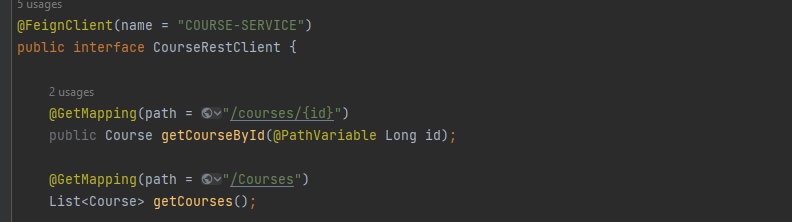 5 usages
@FeignClient(name = "COURSE-SERVICE")
public interface CourseRestClient {
2 usages
@GetMapping(path = "/courses/{id}")
public Course getCourseById(@PathVariable Long id);
@GetMapping(path = "/Courses")
List<Course> getCourses();